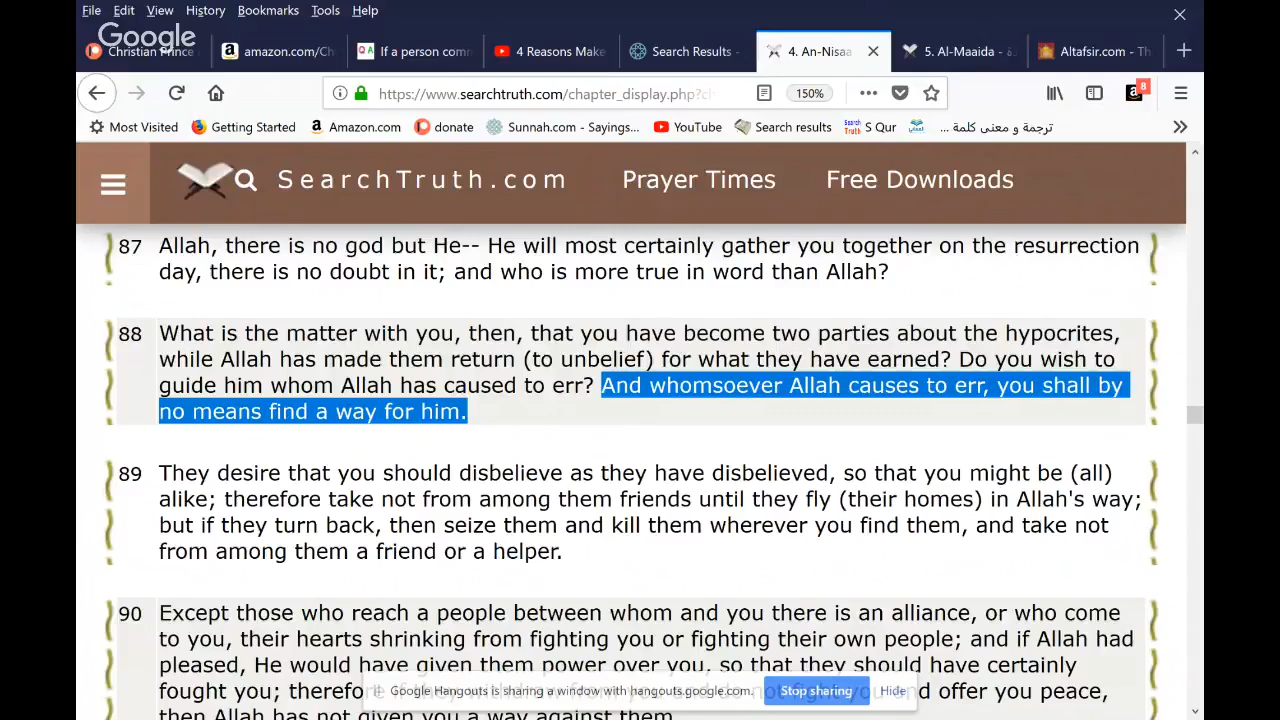 File Edit View History Bookmarks Tools Help
Google
Christian Prince
amazon.com/Ch
If a person com
4 Reasons Make
Search Results -
4. An-Nisaa
5. Al-Maaida -
Altafsir.com - Th
https://www.searchtruth.com/chapter_display.php?c
150%
8
Most Visited Getting Started Amazon.com donate Sunnah.com - Sayings... YouTube Search results S Qur ترجمة و معنى كلمة ...
SearchTruth.com Prayer Times Free Downloads
87 Allah, there is no god but He-- He will most certainly gather you together on the resurrection
day, there is no doubt in it; and who is more true in word than Allah?
88 What is the matter with you, then, that you have become two parties about the hypocrites,
while Allah has made them return (to unbelief) for what they have earned? Do you wish to
guide him whom Allah has caused to err? And whomsoever Allah causes to err, you shall by
no means find a way for him.
89 They desire that you should disbelieve as they have disbelieved, so that you might be (all)
alike; therefore take not from among them friends until they fly (their homes) in Allah's way;
but if they turn back, then seize them and kill them wherever you find them, and take not
from among them a friend or a helper.
90 Except those who reach a people between whom and you there is an alliance, or who come
to you, their hearts shrinking from fighting you or fighting their own people; and if Allah had
pleased, He would have given them power over you, so that they should have certainly
fought you; therefor
offer you peace,
Google Hangouts is sharing a window with hangouts.google.com. Stop sharing Hide
then Allah has not given you a way against them.